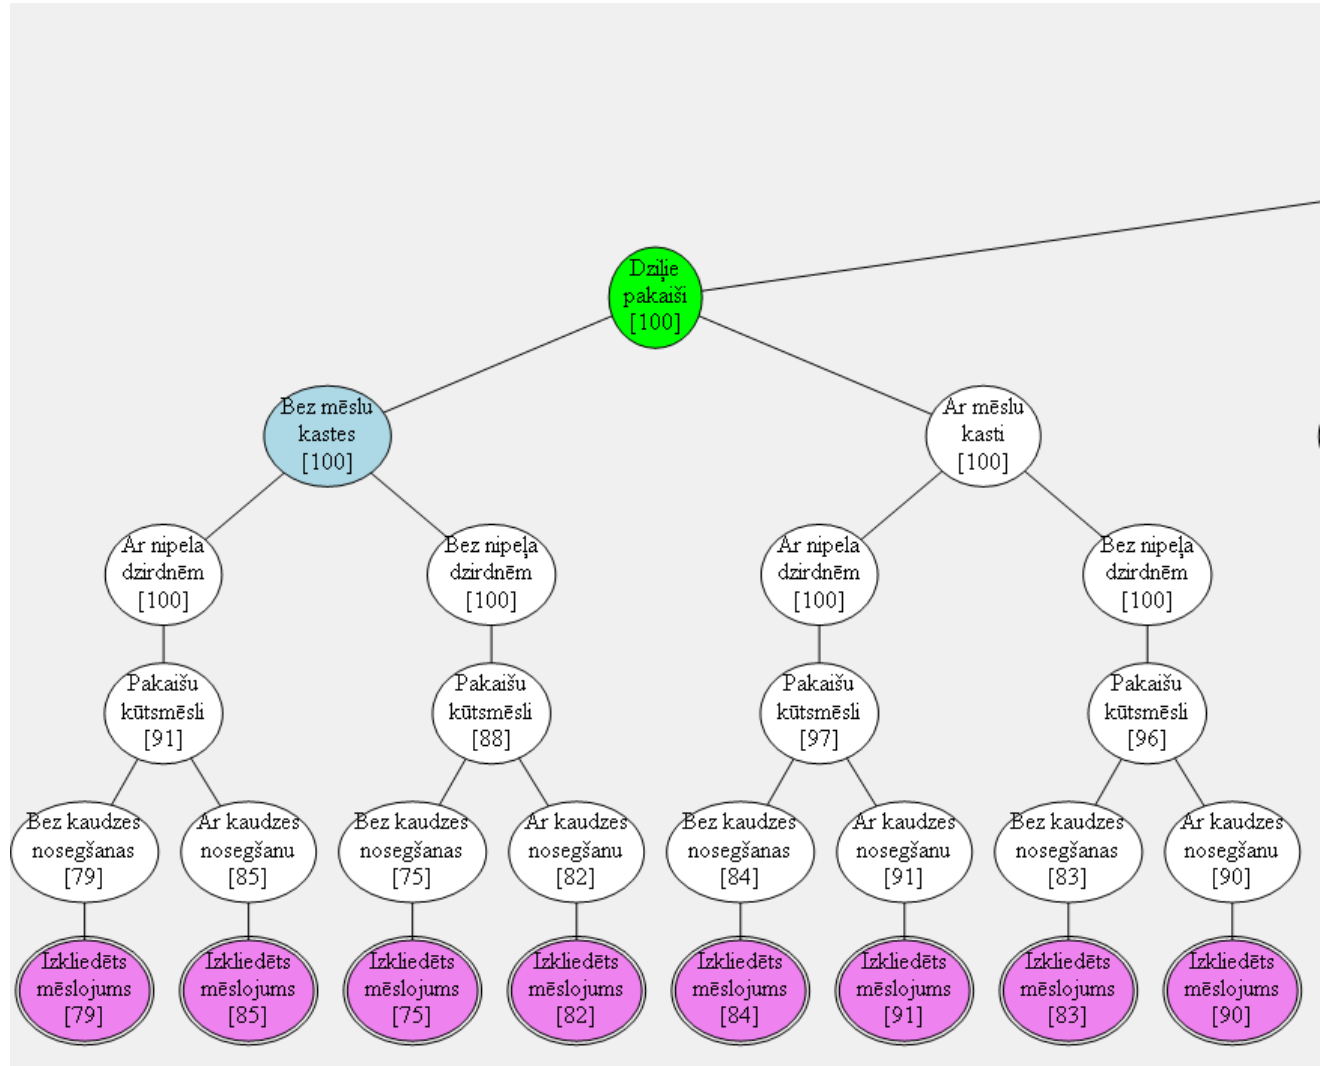 Dziļie
pakaiši
[100]
Bez mēslu
kastes
[100]
Ar mēslu
kasti
[100]
Ar nipela
dzirdnēm
[100]
Bez nipeļa
dzirdnēm
[100]
Ar nipela
dzirdnēm
[100]
Bez nipeļa
dzirdnēm
[100]
Pakaišu
kūtsmēsli
[91]
Pakaišu
kūtsmēsli
[88]
Pakaišu
kūtsmēsli
[97]
Pakaišu
kūtsmēsli
[96]
Bez kaudzes
nosegšanas
[79]
Ar kaudzes
nosegšanu
[85]
Bez kaudzes
nosegšanas
[75]
Ar kaudzes
nosegšanu
[82]
Bez kaudzes
nosegšanas
[84]
Ar kaudzes
nosegšanu
[91]
Bez kaudzes
nosegšanas
[83]
Ar kaudzes
nosegšanu
[90]
Izkliedēts
mēslojums
[79]
Izkliedēts
mēslojums
[85]
Izkliedēts
mēslojums
[75]
Izkliedēts
mēslojums
[82]
Izkliedēts
mēslojums
[84]
Izkliedēts
mēslojums
[91]
Izkliedēts
mēslojums
[83]
Izkliedēts
mēslojums
[90]